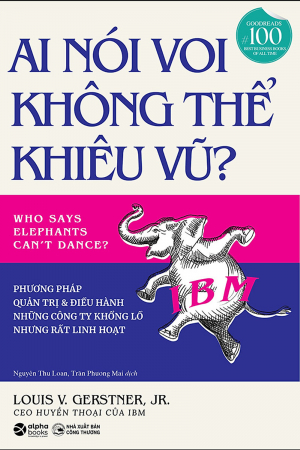 GOODREADS
#100
BEST BUSINESS BOOKS
OF ALL TIME
AI NÓI VOI
KHÔNG THỂ
KHIÊU VŨ?
WHO SAYS
ELEPHANTS
CAN'T DANCE?
IBM
PHƯƠNG PHÁP
QUẢN TRỊ & ĐIỀU HÀNH
NHỮNG CÔNG TY KHỔNG LỒ
NHƯNG RẤT LINH HOẠT
Nguyễn Thu Loan, Trần Phương Mai dịch
LOUIS V. GERSTNER, JR.
CEO HUYỀN THOẠI CỦA IBM
alpha books
NHÀ XUẤT BẢN
CÔNG THƯƠNG